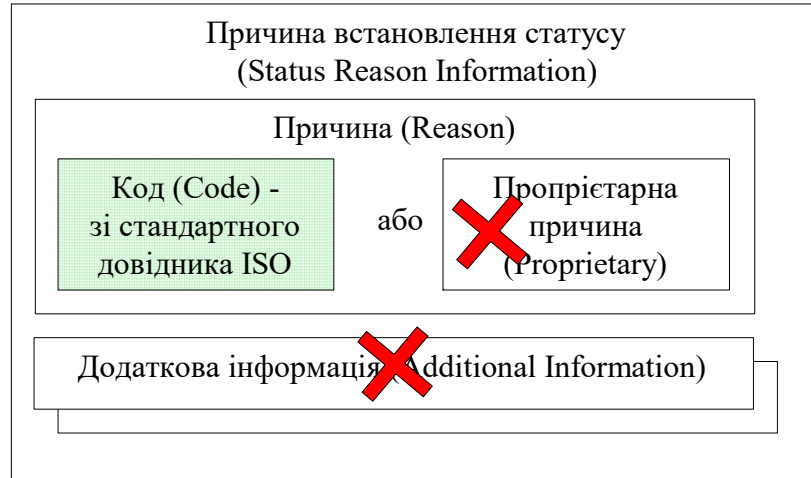 Причина встановлення статусу
(Status Reason Information)
Причина (Reason)
Код (Code) -
зі стандартного
довідника ISO
або
Пропрієтарна
причина
(Proprietary)
Додаткова інформація (Additional Information)